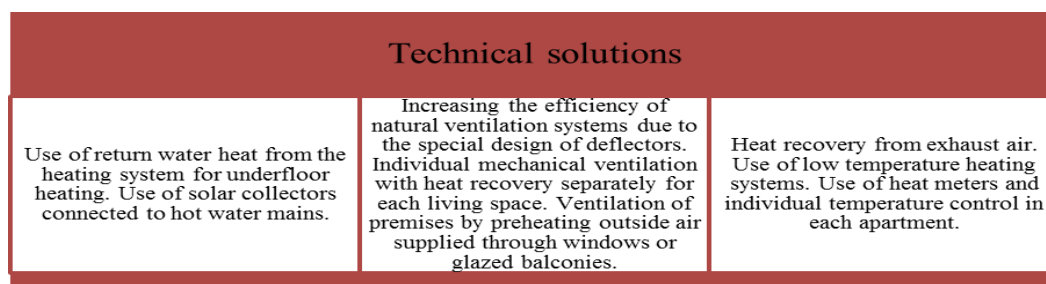 Technical solutions
Use of return water heat from the
heating system for underfloor
heating. Use of solar collectors
connected to hot water mains.
Increasing the efficiency of
natural ventilation systems due to
the special design of deflectors.
Individual mechanical ventilation
with heat recovery separately for
each living space. Ventilation of
premises by preheating outside air
supplied through windows or
glazed balconies.
Heat recovery from exhaust air.
Use of low temperature heating
systems. Use of heat meters and
individual temperature control in
each apartment.